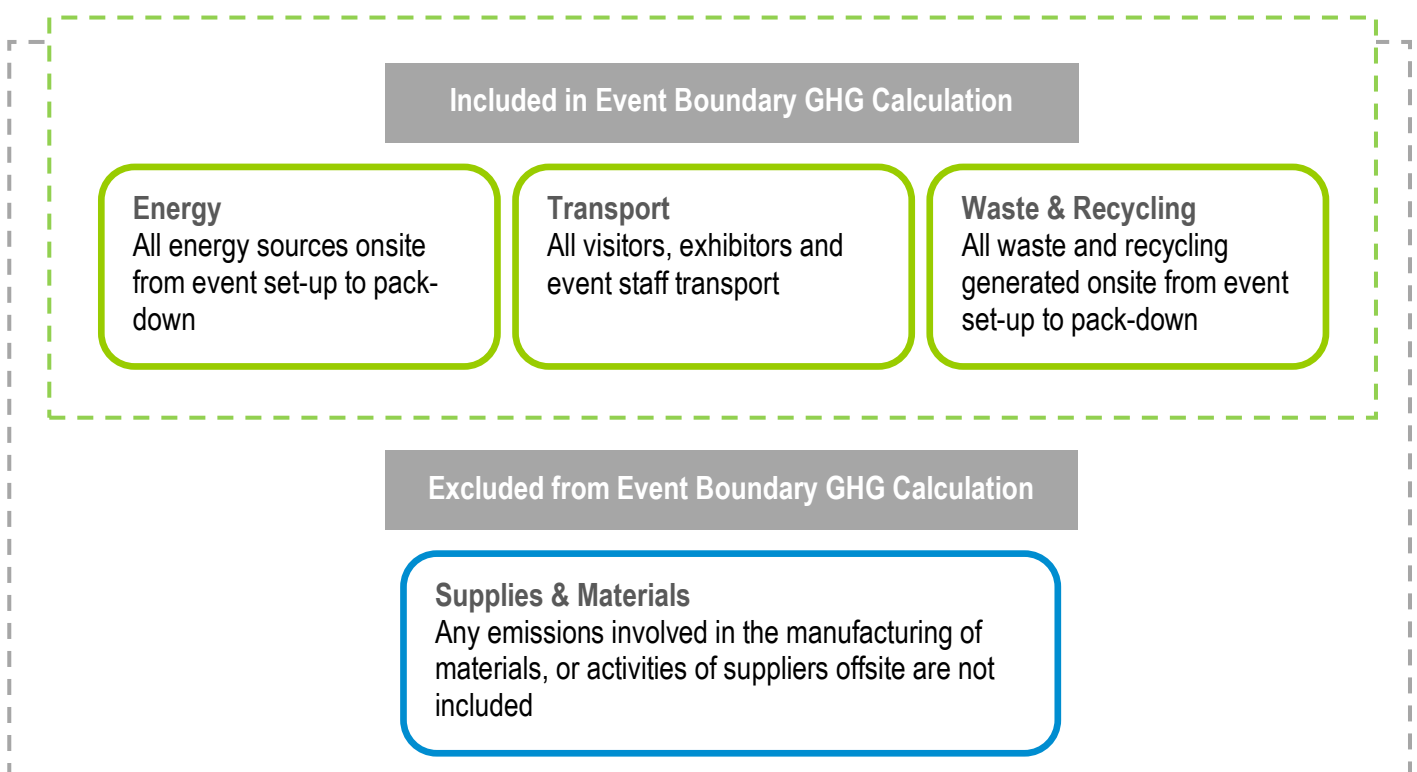 Included in Event Boundary GHG Calculation
Energy
All energy sources onsite
from event set-up to pack-
down
Transport
All visitors, exhibitors and
event staff transport
Waste & Recycling
All waste and recycling
generated onsite from event
set-up to pack-down
Excluded from Event Boundary GHG Calculation
Supplies & Materials
Any emissions involved in the manufacturing of
materials, or activities of suppliers offsite are not
included